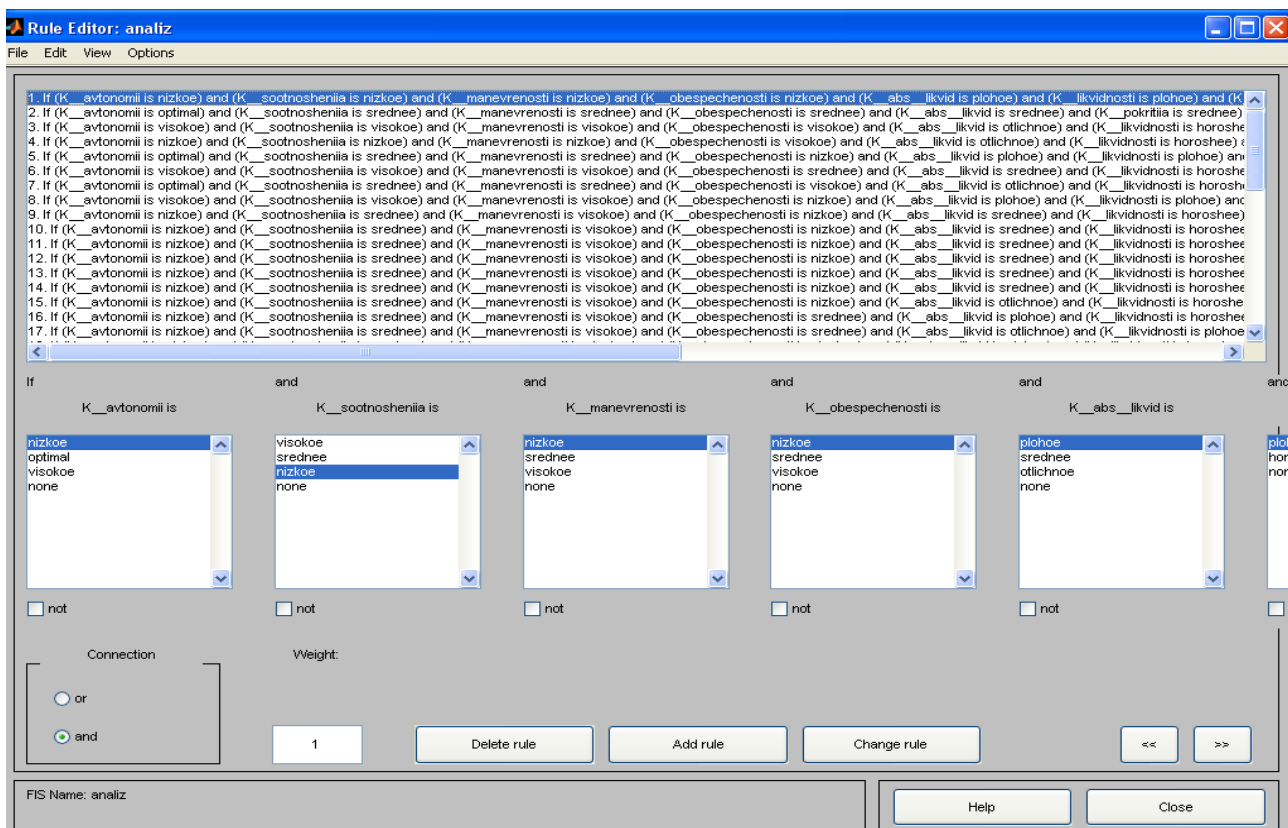 Rule Editor: analiz
File Edit View Options
1. If (K__avtonomii is nizkoe) and (K__sootnosheniia is nizkoe) and (K__manevrenosti is nizkoe) and (K__obespechenosti is nizkoe) and (K__abs__likvid is plohoe) and (K__likvidnosti is plohoe) and (K
2. If (K__avtonomii is optimal) and (K__sootnosheniia is srednee) and (K__manevrenosti is srednee) and (K__obespechenosti is srednee) and (K__abs__likvid is srednee) and (K__pokritiia is srednee)
3. If (K__avtonomii is visokoe) and (K__sootnosheniia is nizkoe) and (K__manevrenosti is visokoe) and (K__obespechenosti is visokoe) and (K__abs__likvid is otlichnoe) and (K__likvidnosti is horoshe
4. If (K__avtonomii is nizkoe) and (K__sootnosheniia is nizkoe) and (K__manevrenosti is nizkoe) and (K__obespechenosti is visokoe) and (K__abs__likvid is otlichnoe) and (K__likvidnosti is horoshee) a
5. If (K__avtonomii is optimal) and (K__sootnosheniia is srednee) and (K__manevrenosti is srednee) and (K__obespechenosti is nizkoe) and (K__abs__likvid is plohoe) and (K__likvidnosti is plohoe) an
6. If (K__avtonomii is visokoe) and (K__sootnosheniia is visokoe) and (K__manevrenosti is visokoe) and (K__obespechenosti is srednee) and (K__abs__likvid is srednee) and (K__likvidnosti is horoshe
7. If (K__avtonomii is optimal) and (K__sootnosheniia is srednee) and (K__manevrenosti is srednee) and (K__obespechenosti is visokoe) and (K__abs__likvid is otlichnoe) and (K__likvidnosti is horosh
8. If (K__avtonomii is visokoe) and (K__sootnosheniia is visokoe) and (K__manevrenosti is visokoe) and (K__obespechenosti is nizkoe) and (K__abs__likvid is plohoe) and (K__likvidnosti is plohoe) and
9. If (K__avtonomii is nizkoe) and (K__sootnosheniia is srednee) and (K__manevrenosti is visokoe) and (K__obespechenosti is nizkoe) and (K__abs__likvid is srednee) and (K__likvidnosti is horoshee)
10. If (K__avtonomii is nizkoe) and (K__sootnosheniia is srednee) and (K__manevrenosti is visokoe) and (K__obespechenosti is nizkoe) and (K__abs__likvid is srednee) and (K__likvidnosti is horoshee
11. If (K__avtonomii is nizkoe) and (K__sootnosheniia is srednee) and (K__manevrenosti is visokoe) and (K__obespechenosti is nizkoe) and (K__abs__likvid is srednee) and (K__likvidnosti is horoshee
12. If (K__avtonomii is nizkoe) and (K__sootnosheniia is srednee) and (K__manevrenosti is visokoe) and (K__obespechenosti is nizkoe) and (K__abs__likvid is srednee) and (K__likvidnosti is horoshee
13. If (K__avtonomii is nizkoe) and (K__sootnosheniia is srednee) and (K__manevrenosti is visokoe) and (K__obespechenosti is nizkoe) and (K__abs__likvid is srednee) and (K__likvidnosti is horoshee
14. If (K__avtonomii is nizkoe) and (K__sootnosheniia is srednee) and (K__manevrenosti is visokoe) and (K__obespechenosti is nizkoe) and (K__abs__likvid is srednee) and (K__likvidnosti is horoshee
15. If (K__avtonomii is nizkoe) and (K__sootnosheniia is srednee) and (K__manevrenosti is visokoe) and (K__obespechenosti is nizkoe) and (K__abs__likvid is otlichnoe) and (K__likvidnosti is horoshe
16. If (K__avtonomii is nizkoe) and (K__sootnosheniia is srednee) and (K__manevrenosti is visokoe) and (K__obespechenosti is srednee) and (K__abs__likvid is plohoe) and (K__likvidnosti is horoshee
17. If (K__avtonomii is nizkoe) and (K__sootnosheniia is srednee) and (K__manevrenosti is visokoe) and (K__obespechenosti is srednee) and (K__abs__likvid is otlichnoe) and (K__likvidnosti is plohoe
If and and and and and
K__avtonomii is K__sootnosheniia is K__manevrenosti is K__obespechenosti is K__abs__likvid is
nizkoe visokoe nizkoe nizkoe plohoe plo
optimal srednee srednee srednee srednee hor
visokoe nizkoe visokoe visokoe otlichnoe nor
none none none none none
not not not not not
Connection Weight:
or
and 1 Delete rule Add rule Change rule << >>
FIS Name: analiz Help Close